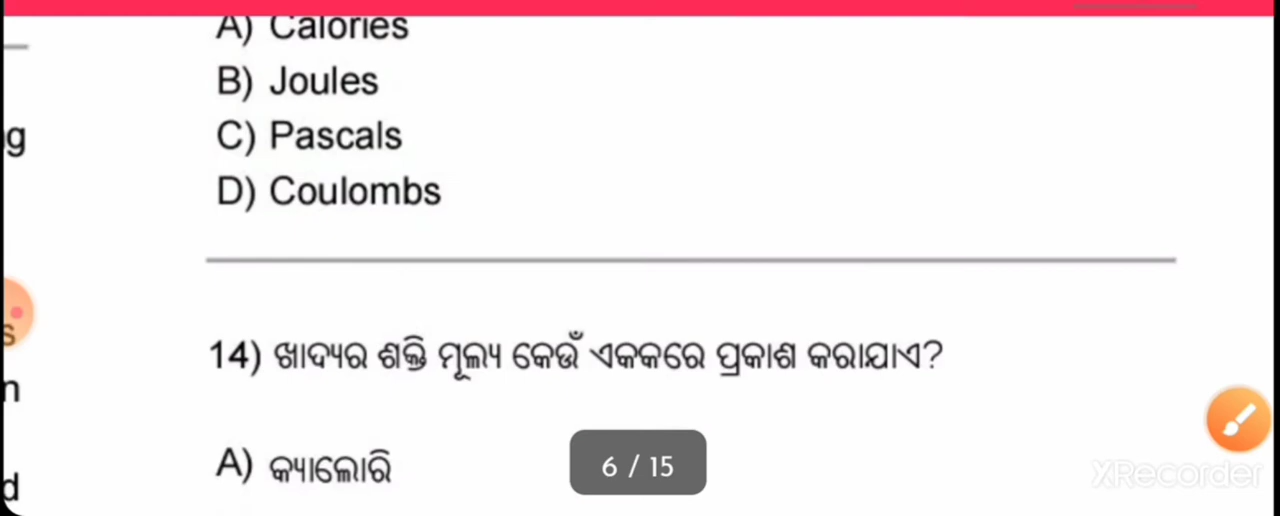 A) Calories
B) Joules
g
C) Pascals
D) Coulombs
s
14) ଖାଦ୍ୟର ଶକ୍ତି ମୂଲ୍ୟ କେଉଁ ଏକକରେ ପ୍ରକାଶ କରାଯାଏ?
n
A) କ୍ୟାଲୋରି
6 / 15
d
XRecorder